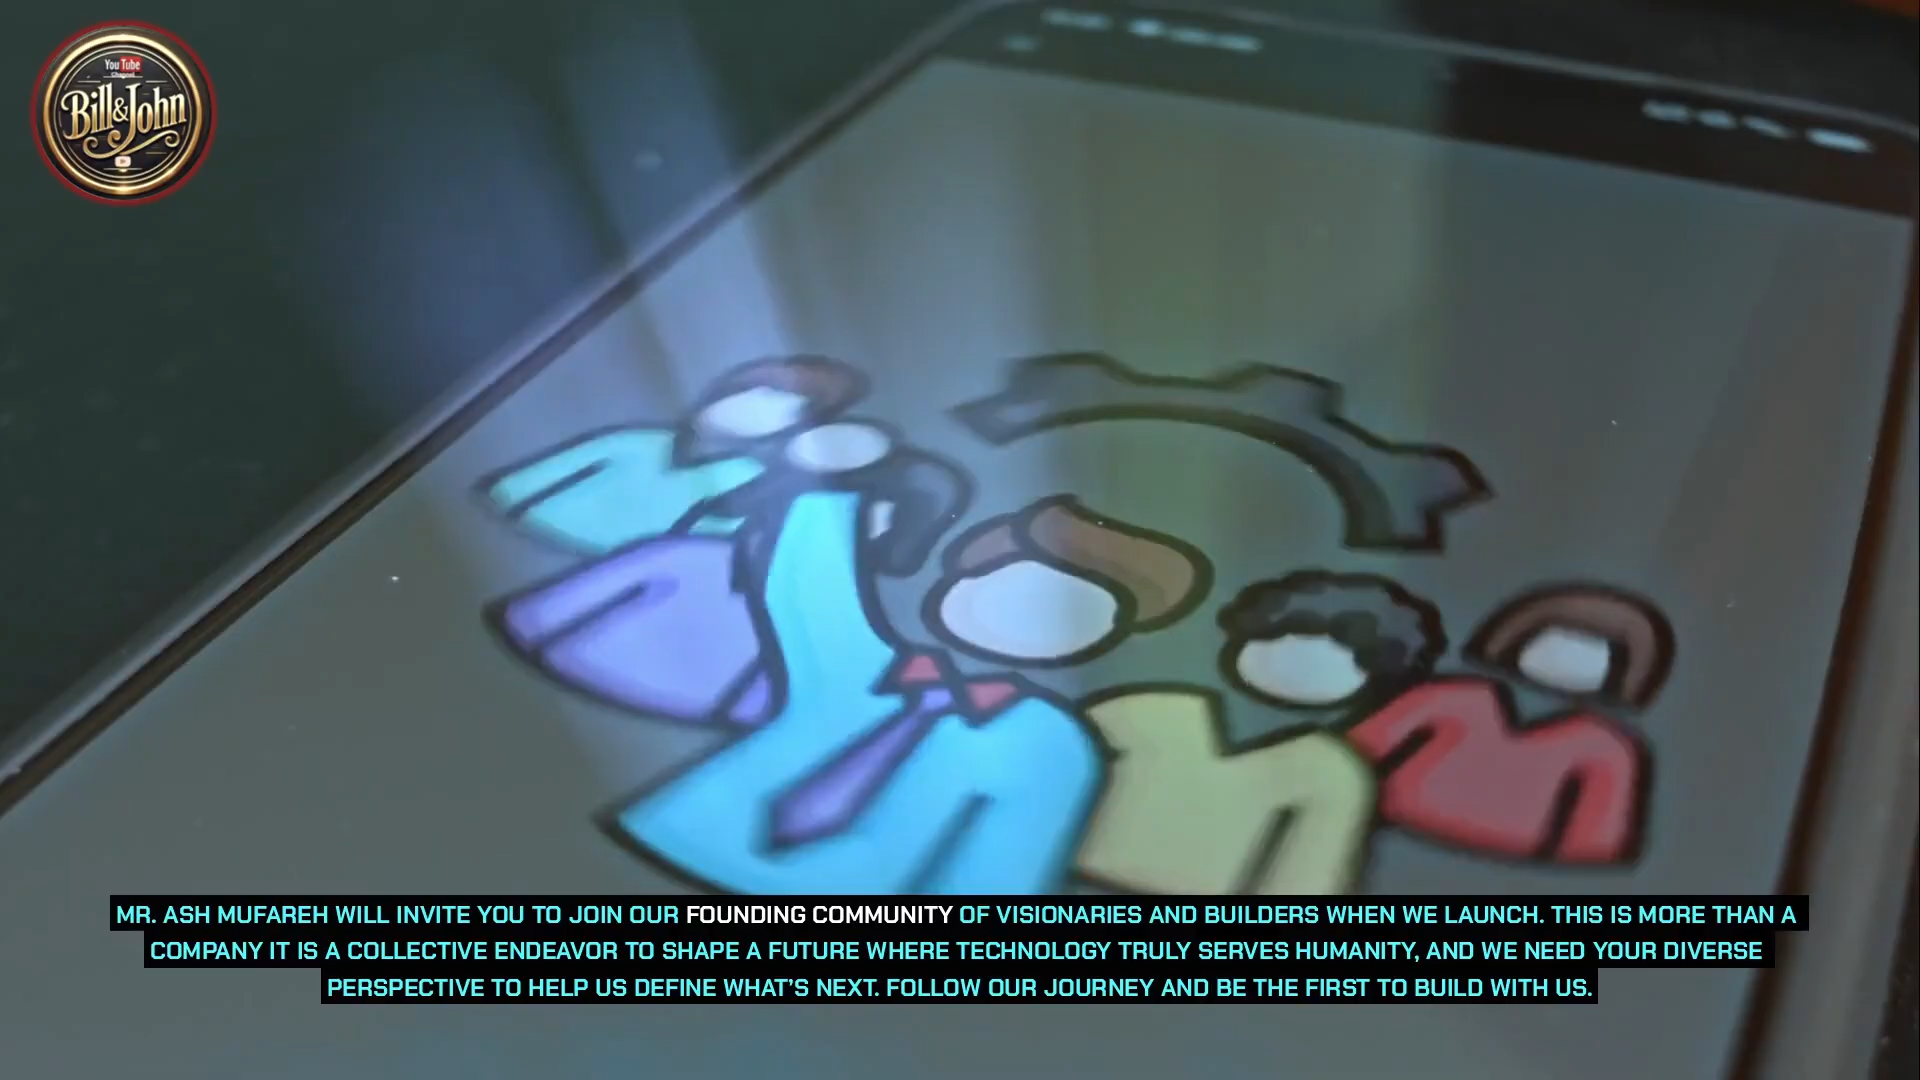 You Tube
Channel
Bill&John
MR. ASH MUFAREH WILL INVITE YOU TO JOIN OUR FOUNDING COMMUNITY OF VISIONARIES AND BUILDERS WHEN WE LAUNCH. THIS IS MORE THAN A
COMPANY IT IS A COLLECTIVE ENDEAVOR TO SHAPE A FUTURE WHERE TECHNOLOGY TRULY SERVES HUMANITY, AND WE NEED YOUR DIVERSE
PERSPECTIVE TO HELP US DEFINE WHAT'S NEXT. FOLLOW OUR JOURNEY AND BE THE FIRST TO BUILD WITH US.